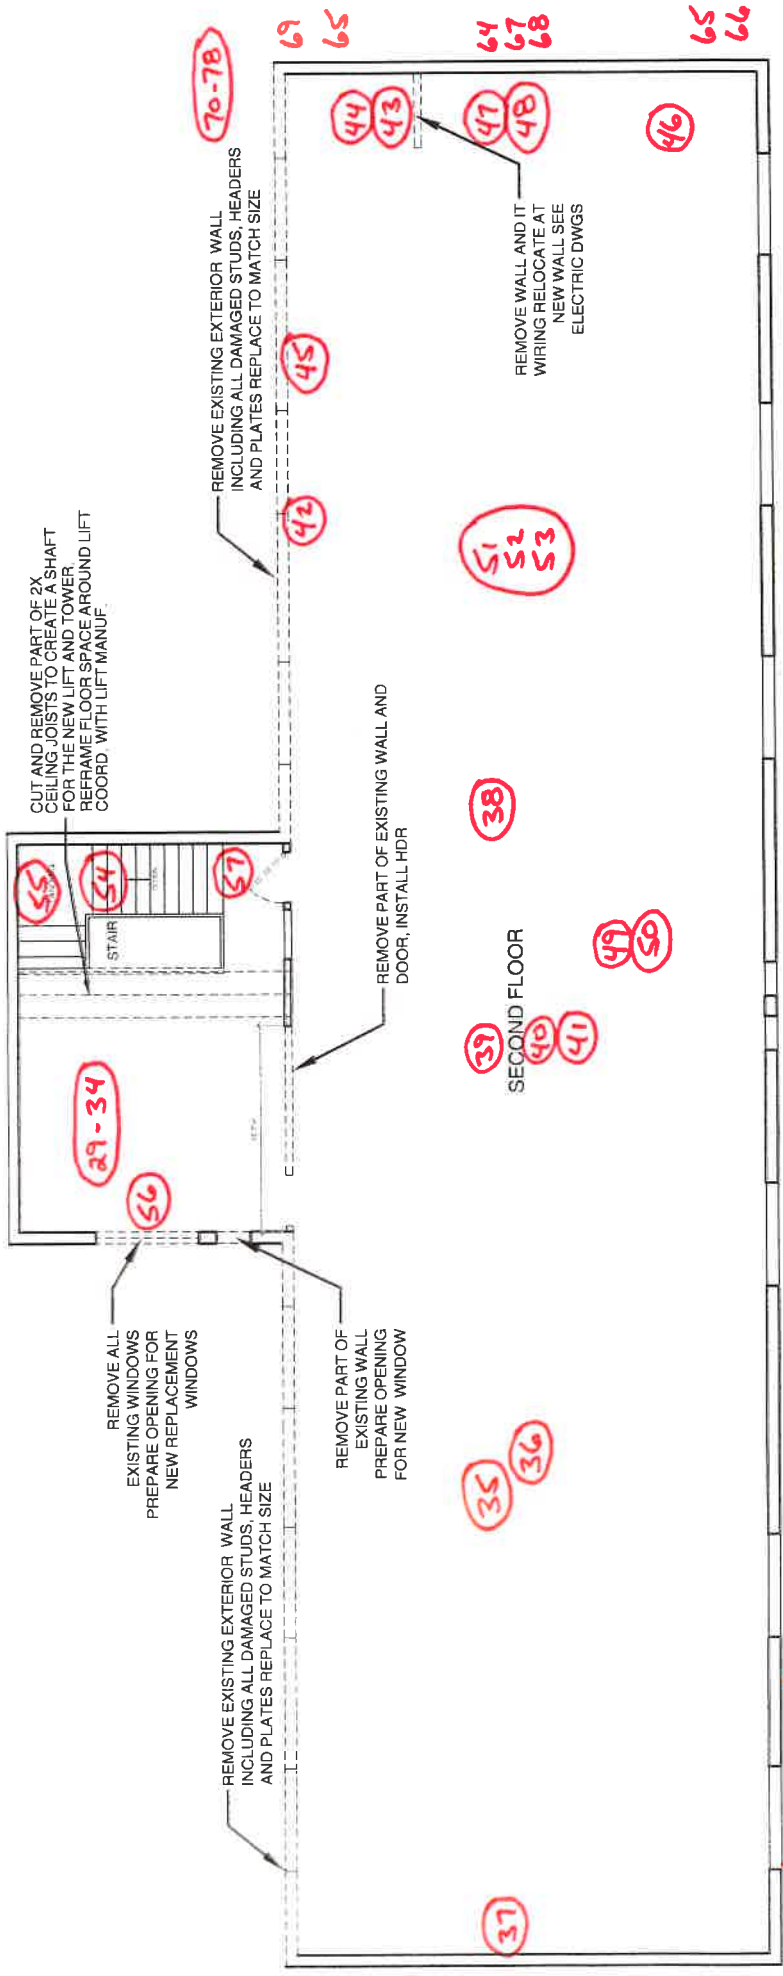 CUT AND REMOVE PART OF 2X
CEILING JOISTS TO CREATE A SHAFT
FOR THE NEW LIFT AND TOWER,
REFRAME FLOOR SPACE AROUND LIFT
COORD. WITH LIFT MANUF.
70-78
REMOVE EXISTING EXTERIOR WALL
INCLUDING ALL DAMAGED STUDS, HEADERS
AND PLATES REPLACE TO MATCH SIZE
REMOVE ALL
EXISTING WINDOWS
PREPARE OPENING FOR
NEW REPLACEMENT
WINDOWS
56
29-34
55
54
STAIR
57
REMOVE EXISTING EXTERIOR WALL
INCLUDING ALL DAMAGED STUDS, HEADERS
AND PLATES REPLACE TO MATCH SIZE
REMOVE PART OF
EXISTING WALL
PREPARE OPENING
FOR NEW WINDOW
REMOVE PART OF EXISTING WALL AND
DOOR, INSTALL HDR
42
45
44
43
69
65
37
35
36
39
SECOND FLOOR
40
41
38
49
50
51
52
53
REMOVE WALL AND IT
WIRING RELOCATE AT
NEW WALL SEE
ELECTRIC DWGS
47
48
46
64
67
68
65
66